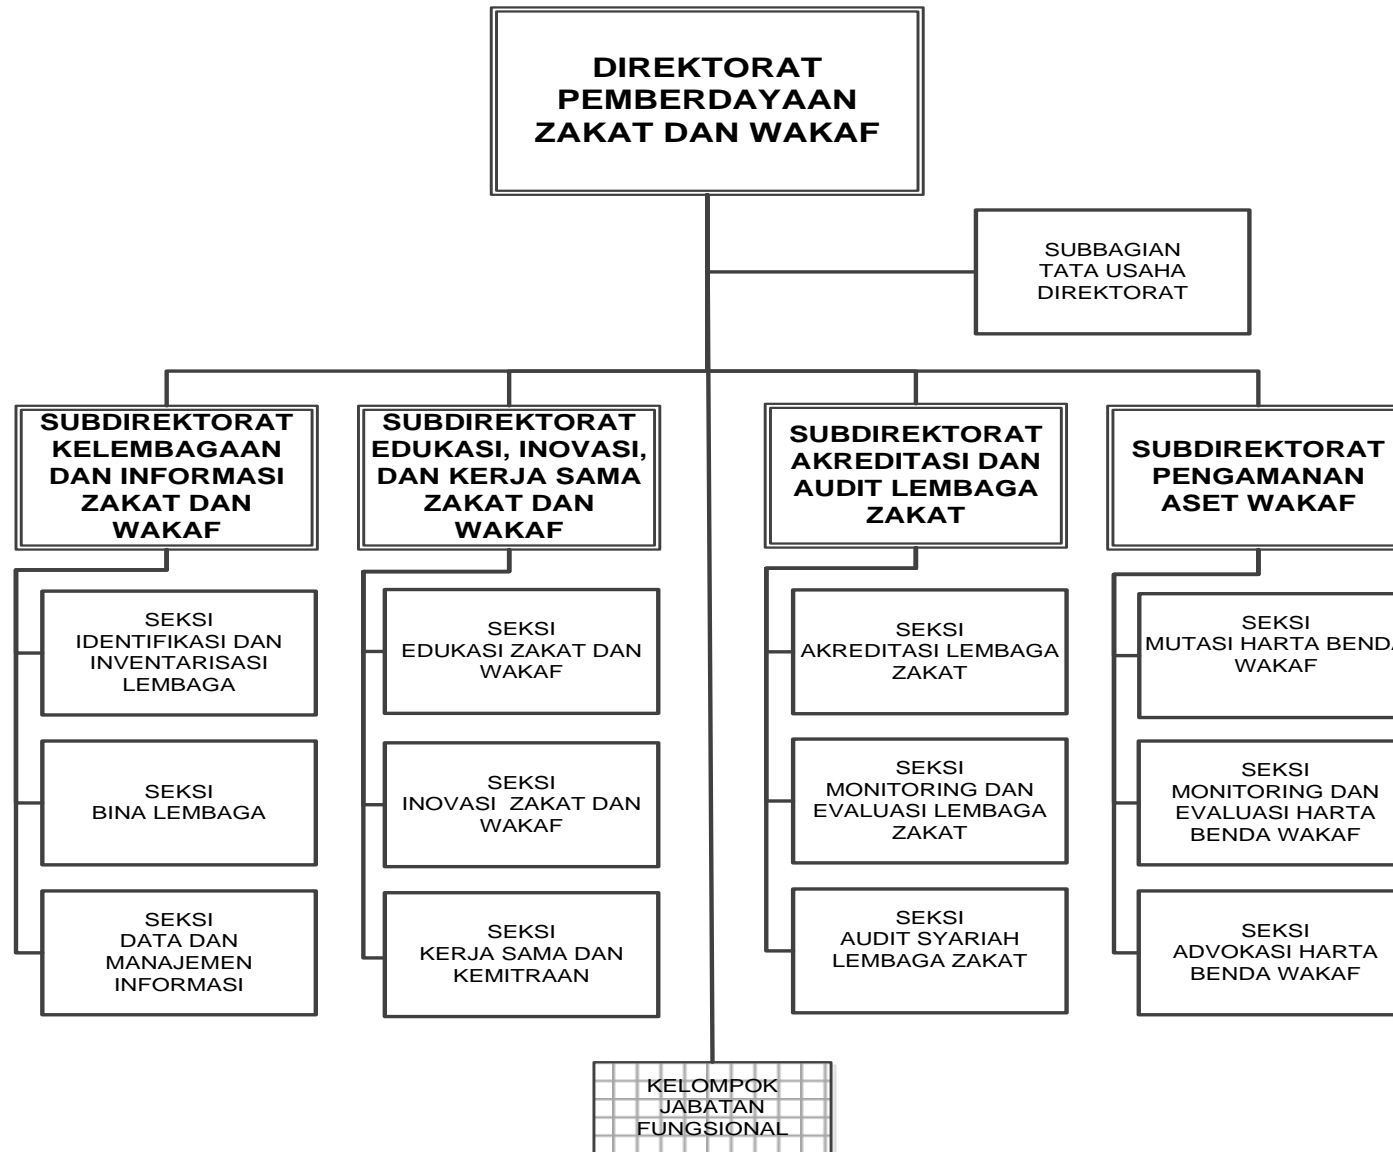 DIREKTORAT
PEMBERDAYAAN
ZAKAT DAN WAKAF
SUBBAGIAN
TATA USAHA
DIREKTORAT
SUBDIREKTORAT
KELEMBAGAAN
DAN INFORMASI
ZAKAT DAN
WAKAF
SUBDIREKTORAT
EDUKASI, INOVASI,
DAN KERJA SAMA
ZAKAT DAN
WAKAF
SUBDIREKTORAT
AKREDITASI DAN
AUDIT LEMBAGA
ZAKAT
SUBDIREKTORAT
PENGAMANAN
ASET WAKAF
SEKSI
IDENTIFIKASI DAN
INVENTARISASI
LEMBAGA
SEKSI
BINA LEMBAGA
SEKSI
DATA DAN
MANAJEMEN
INFORMASI
SEKSI
EDUKASI ZAKAT DAN
WAKAF
SEKSI
INOVASI  ZAKAT DAN
WAKAF
SEKSI
KERJA SAMA DAN
KEMITRAAN
SEKSI
AKREDITASI LEMBAGA
ZAKAT
SEKSI
MONITORING DAN
EVALUASI LEMBAGA
ZAKAT
SEKSI
AUDIT SYARIAH
LEMBAGA ZAKAT
SEKSI
MUTASI HARTA BENDA
WAKAF
SEKSI
MONITORING DAN
EVALUASI HARTA
BENDA WAKAF
SEKSI
ADVOKASI HARTA
BENDA WAKAF
KELOMPOK
JABATAN
FUNGSIONAL